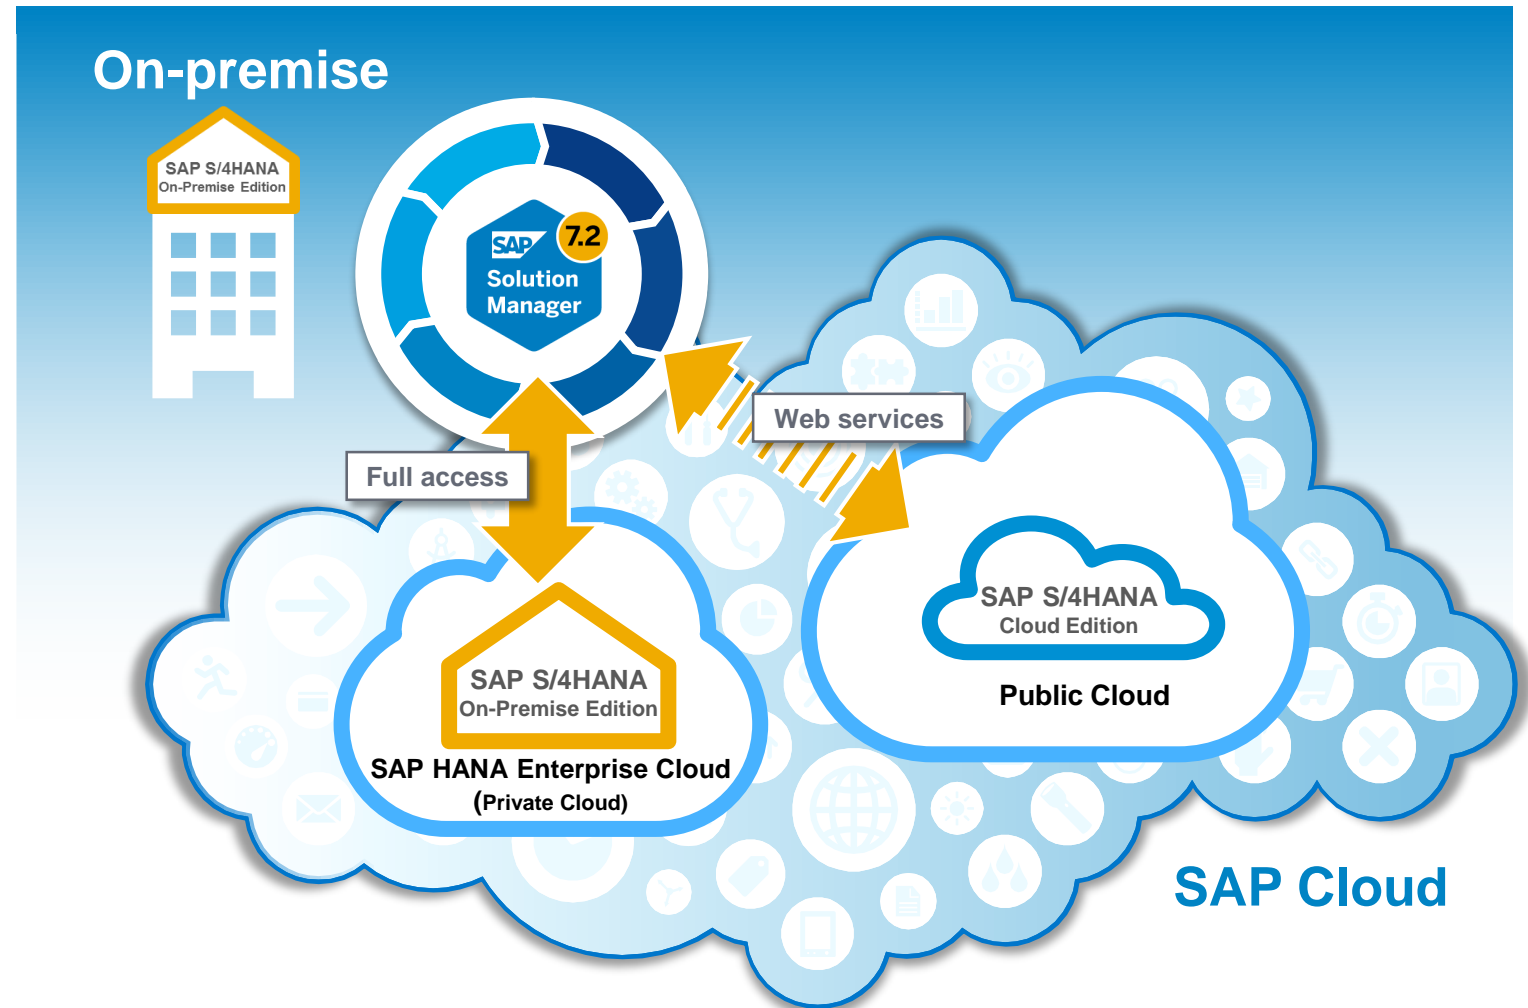 On-premise
SAP S/4HANA
On-Premise Edition
SAP
7.2
Solution
Manager
Web services
Full access
SAP S/4HANA
Cloud Edition
Public Cloud
SAP S/4HANA
On-Premise Edition
SAP HANA Enterprise Cloud
(Private Cloud)
SAP Cloud